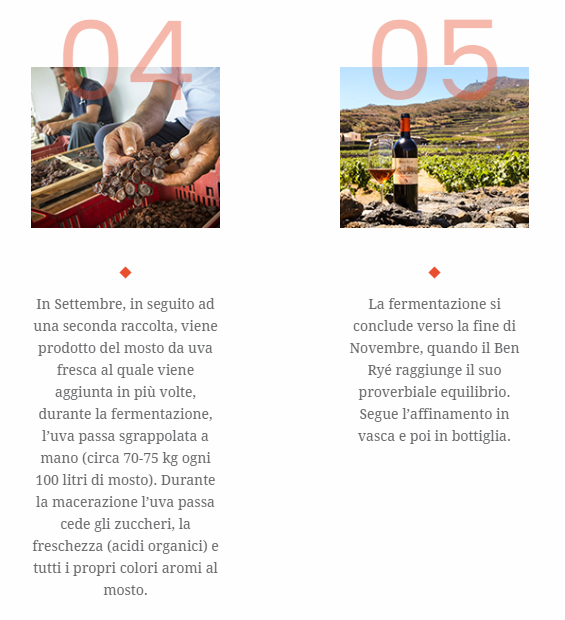 04
In Settembre, in seguito ad
una seconda raccolta, viene
prodotto del mosto da uva
fresca al quale viene
aggiunta in più volte,
durante la fermentazione,
l’uva passa sgrappolata a
mano (circa 70-75 kg ogni
100 litri di mosto). Durante
la macerazione l’uva passa
cede gli zuccheri, la
freschezza (acidi organici) e
tutti i propri colori aromi al
mosto.
05
La fermentazione si
conclude verso la fine di
Novembre, quando il Ben
Ryé raggiunge il suo
proverbiale equilibrio.
Segue l’affinamento in
vasca e poi in bottiglia.